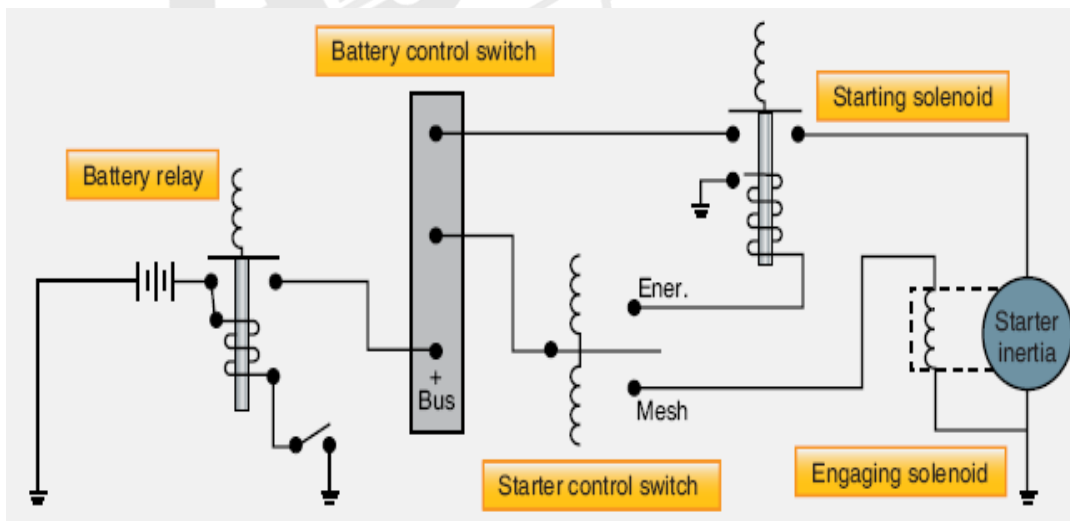 Battery control switch
Starting solenoid
Battery relay
Ener.
Starter
inertia
+
Bus
Mesh
Starter control switch
Engaging solenoid